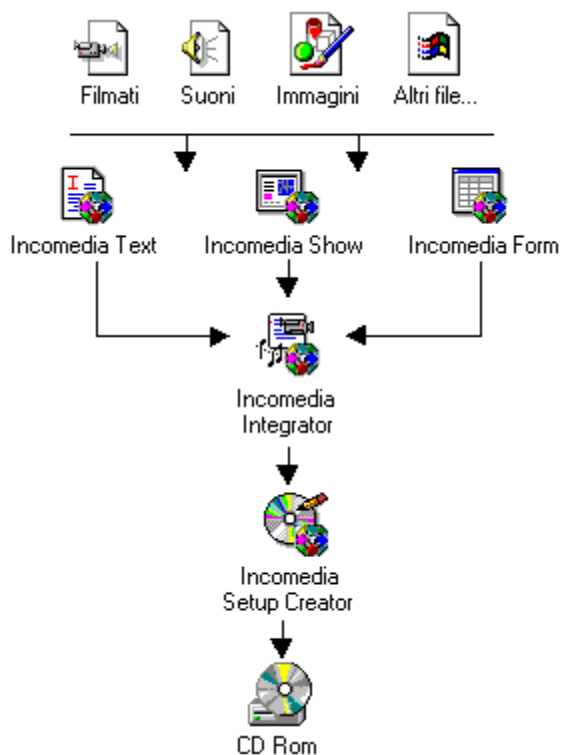 Filmati Suoni Immagini Altri file...
Incomedia Text Incomedia Show Incomedia Form
Incomedia
Integrator
Incomedia
Setup Creator
CD Rom